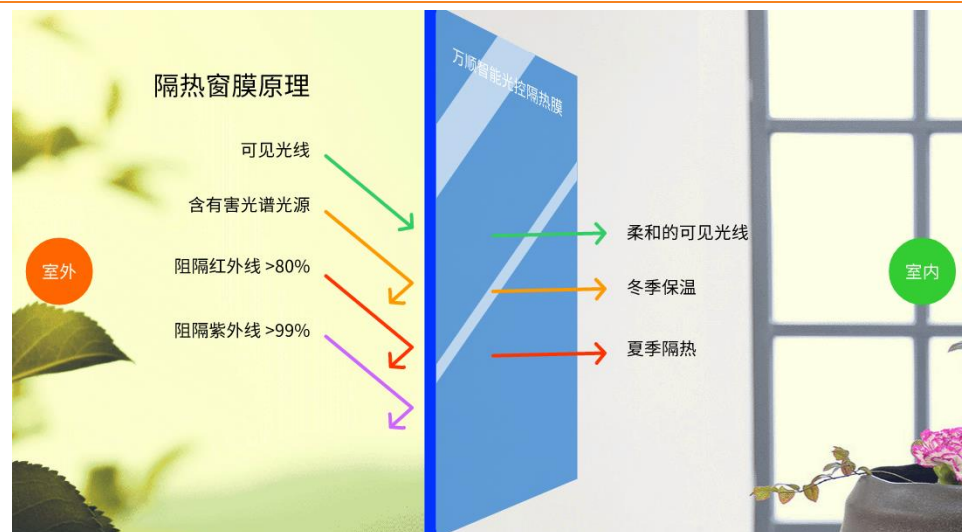 隔热窗膜原理
万顺智能光控隔热膜
可见光线
含有害光谱光源
阻隔红外线 >80%
阻隔紫外线 >99%
室外
柔和的可见光线
冬季保温
夏季隔热
室内